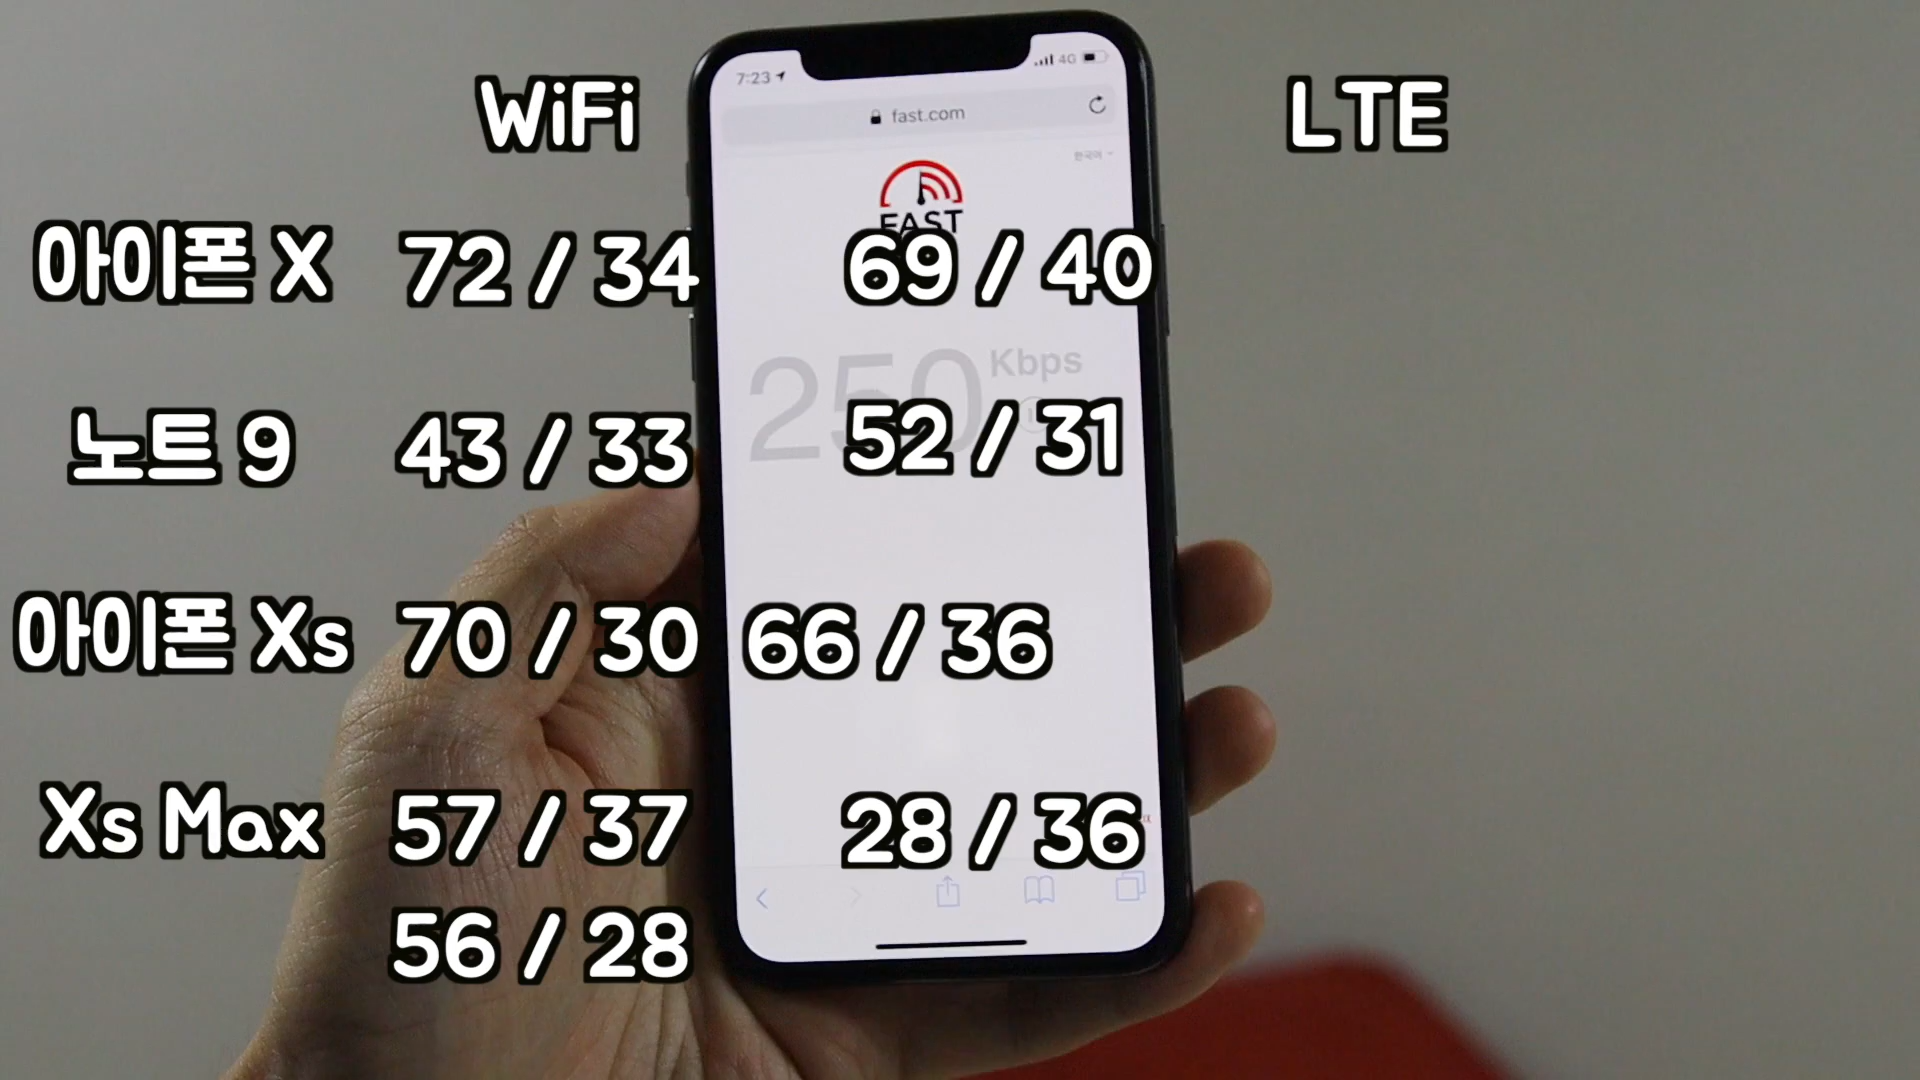 7:23 4G
fast.com
한국어
WiFi LTE
FAST
아이폰 X 72 / 34 69 / 40
250 Kbps
노트 9 43 / 33 52 / 31
아이폰 Xs 70 / 30 66 / 36
Xs Max 57 / 37 28 / 36
56 / 28